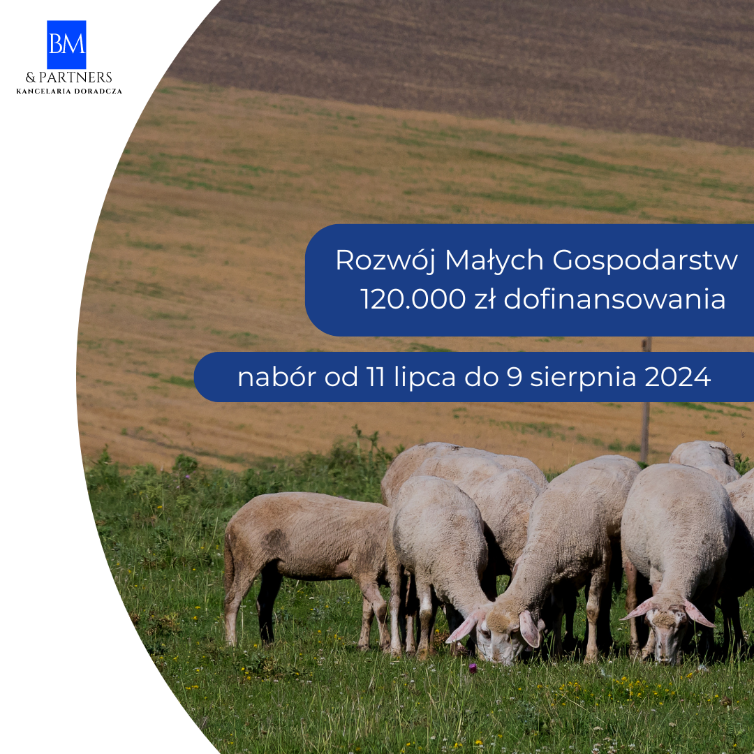 BM
& PARTNERS
KANCELARIA DORADCZA
Rozwój Małych Gospodarstw
120.000 zł dofinansowania
nabór od 11 lipca do 9 sierpnia 2024